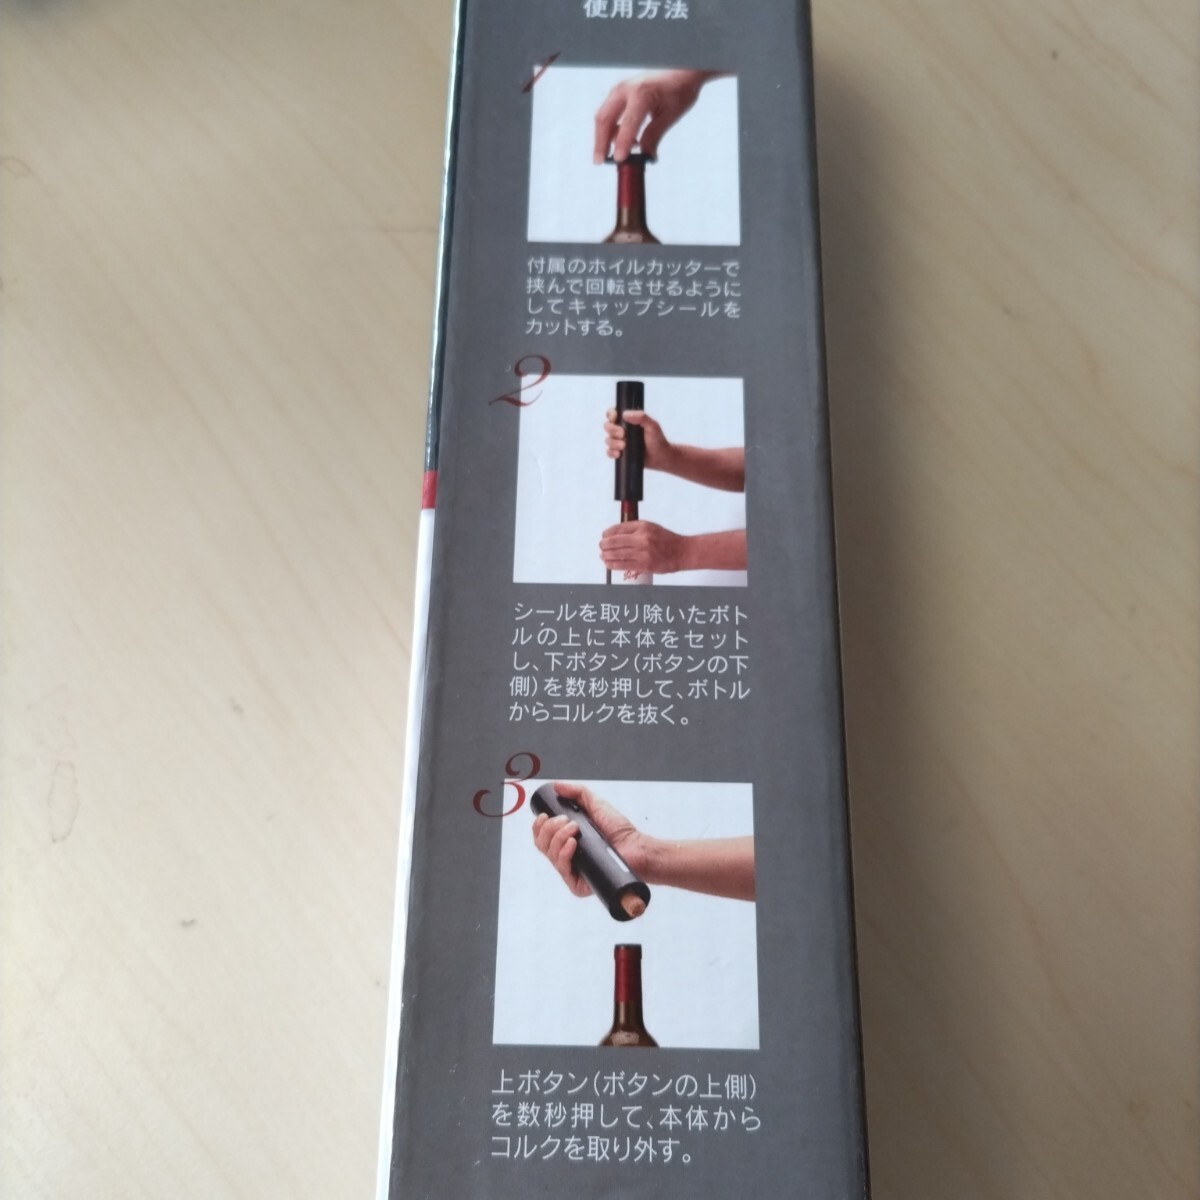 使用方法
1
付属のホイルカッターで
挟んで回転させるように
してキャップシールを
カットする。
2
シールを取り除いたボト
ルの上に本体をセット
し、下ボタン(ボタンの下
側)を数秒押して、ボトル
からコルクを抜く。
3
上ボタン(ボタンの上側)
を数秒押して、本体から
コルクを取り外す。